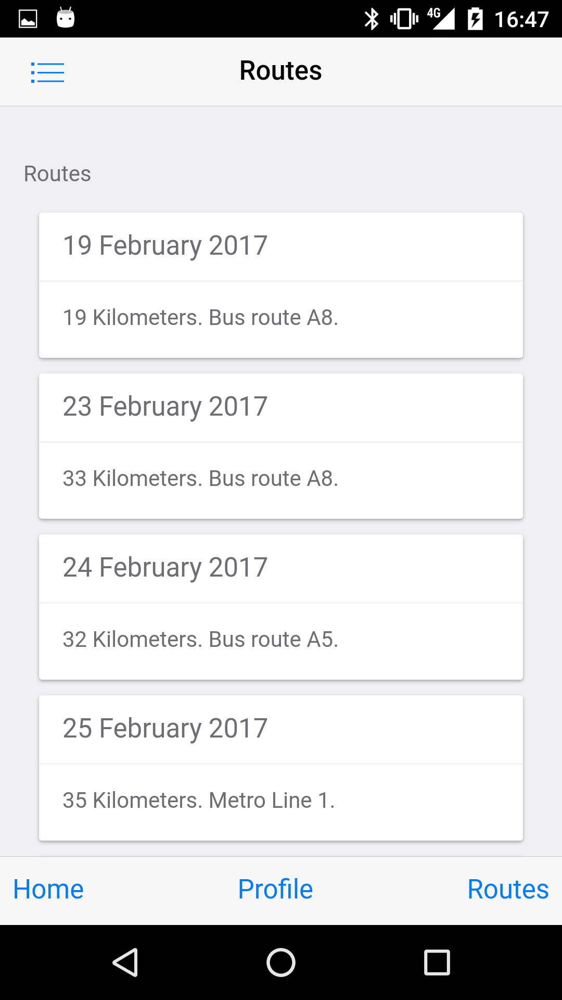 4G 16:47
Routes
Routes
19 February 2017
19 Kilometers. Bus route A8.
23 February 2017
33 Kilometers. Bus route A8.
24 February 2017
32 Kilometers. Bus route A5.
25 February 2017
35 Kilometers. Metro Line 1.
Home Profile Routes